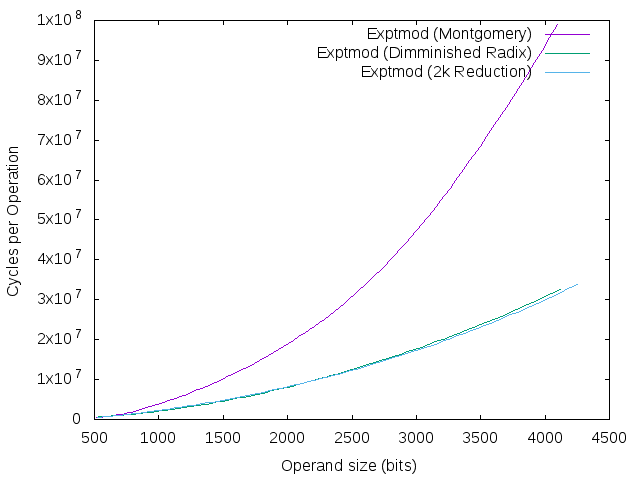 1x10^8
9x10^7
8x10^7
7x10^7
6x10^7
5x10^7
4x10^7
3x10^7
2x10^7
1x10^7
0
Exptmod (Montgomery)
Exptmod (Dimminished Radix)
Exptmod (2k Reduction)
Cycles per Operation
500 1000 1500 2000 2500 3000 3500 4000 4500
Operand size (bits)